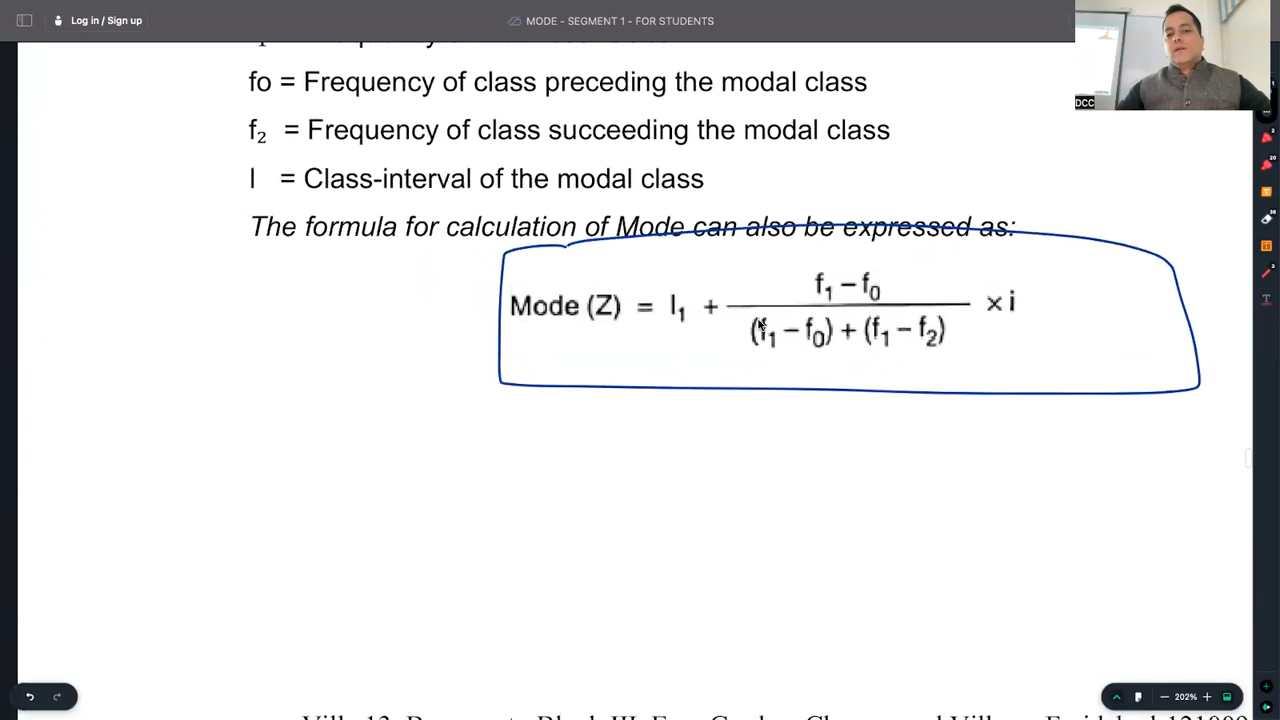 Log in / Sign up
MODE - SEGMENT 1 - FOR STUDENTS
DCC
fo = Frequency of class preceding the modal class
f₂ = Frequency of class succeeding the modal class
l = Class-interval of the modal class
The formula for calculation of Mode can also be expressed as:
Mode (Z) = l₁ + (f₁ – f₀) / ((f₁ – f₀) + (f₁ – f₂)) × i
202%